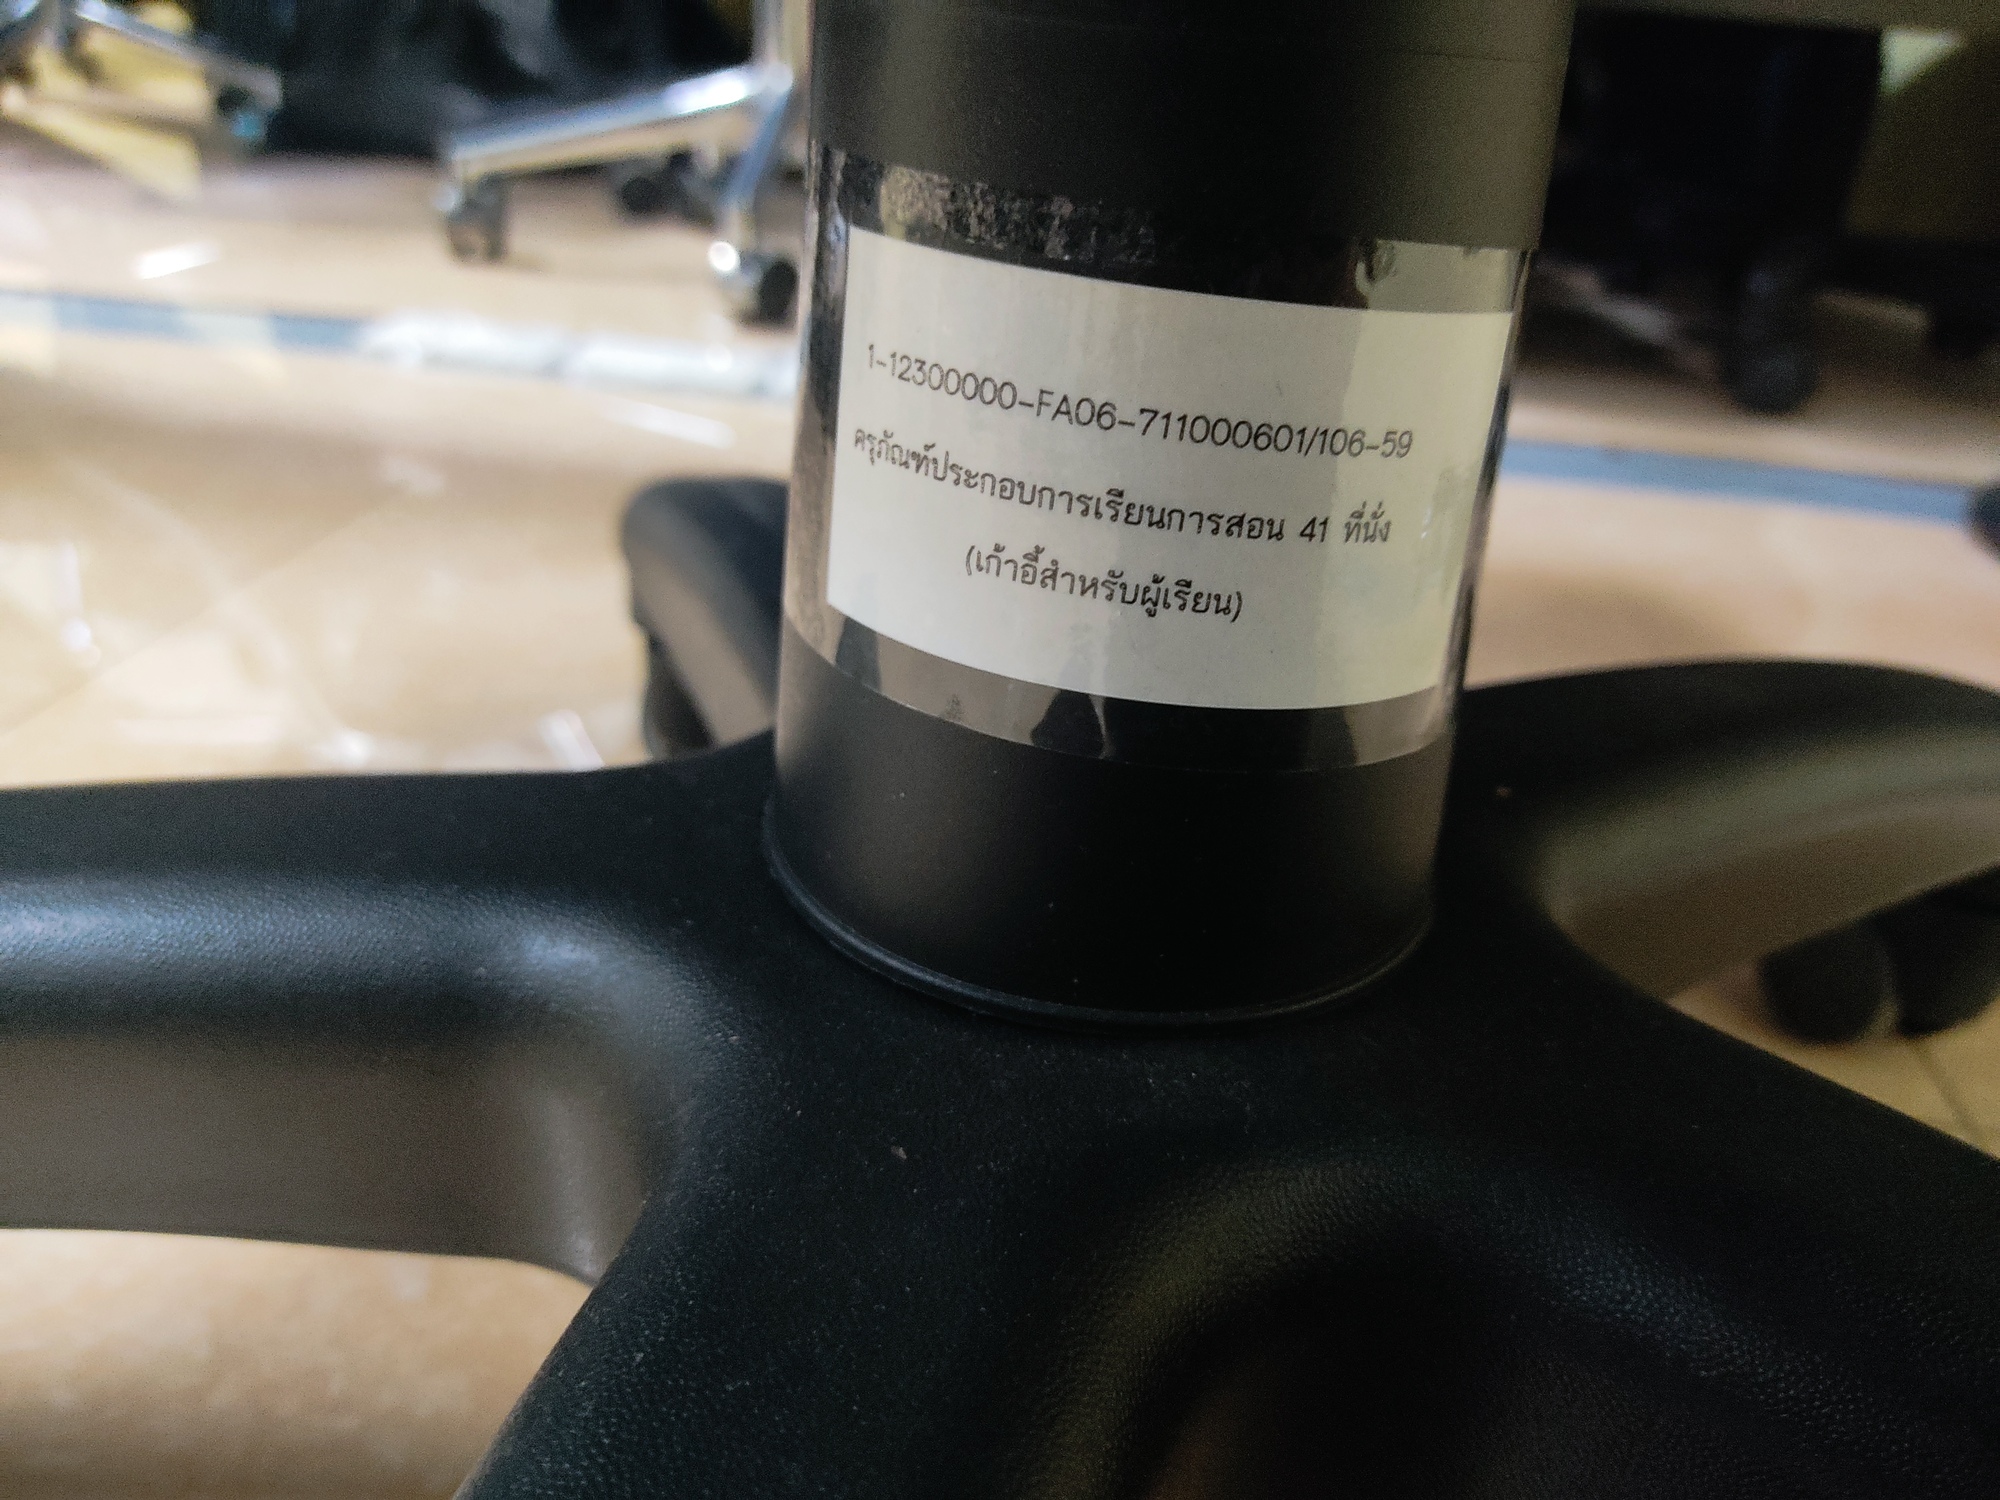 1-12300000-FA06-711000601/106-59
ครุภัณฑ์ประกอบการเรียนการสอน 41 ที่นั่ง
(เก้าอี้สำหรับผู้เรียน)